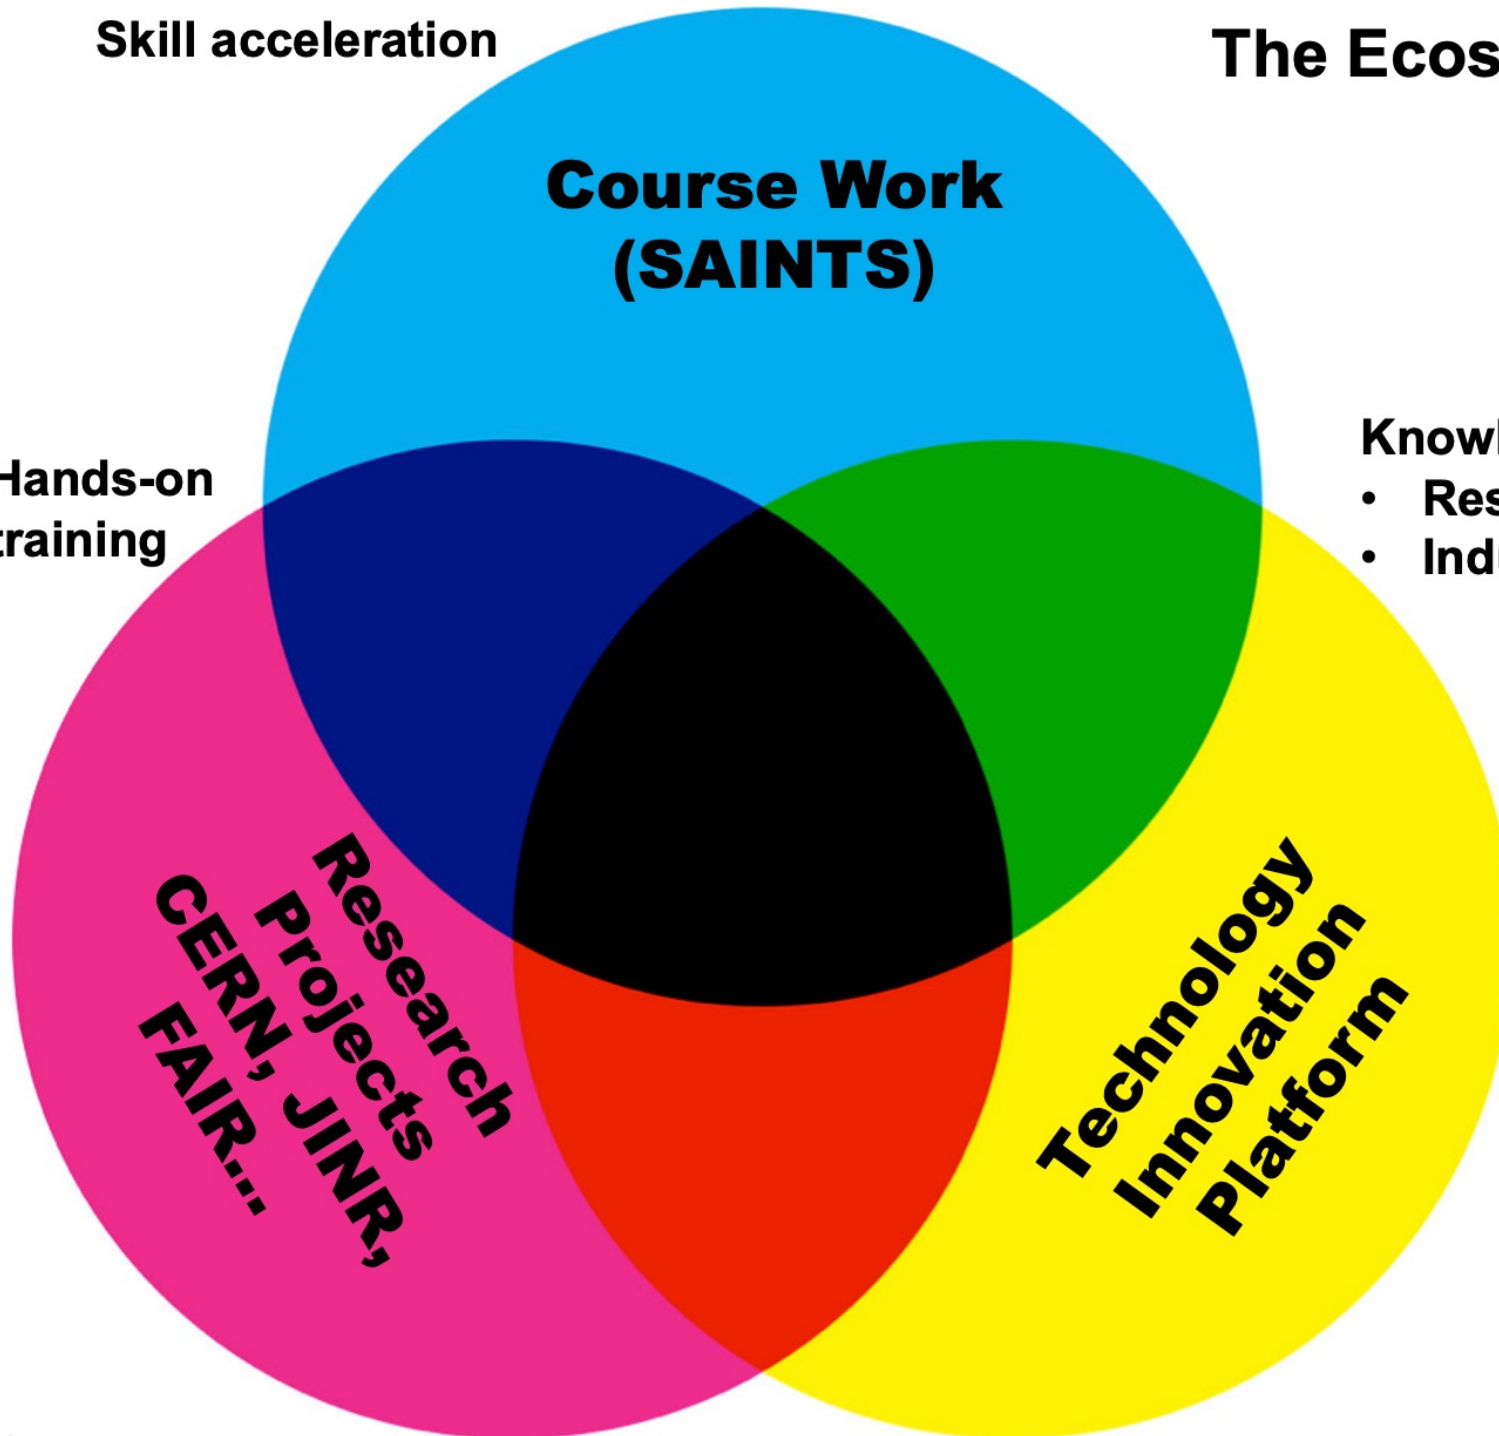 Skill acceleration
The Ecos
Course Work
(SAINTS)
Hands-on
training
Knowl
• Res
• Indu
Research
Projects
CERN, JINR,
FAIR...
Technology
Innovation
Platform